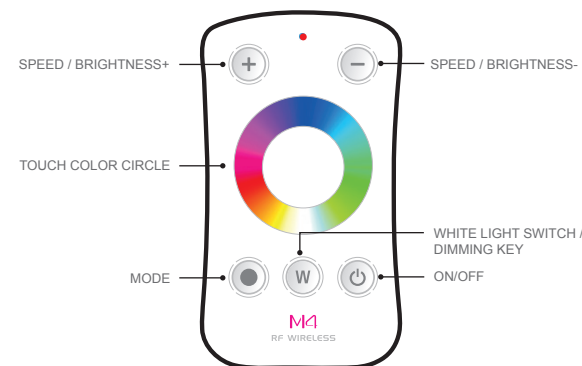 SPEED / BRIGHTNESS+
SPEED / BRIGHTNESS-
TOUCH COLOR CIRCLE
WHITE LIGHT SWITCH /
DIMMING KEY
MODE
W
ON/OFF
M4
RF WIRELESS